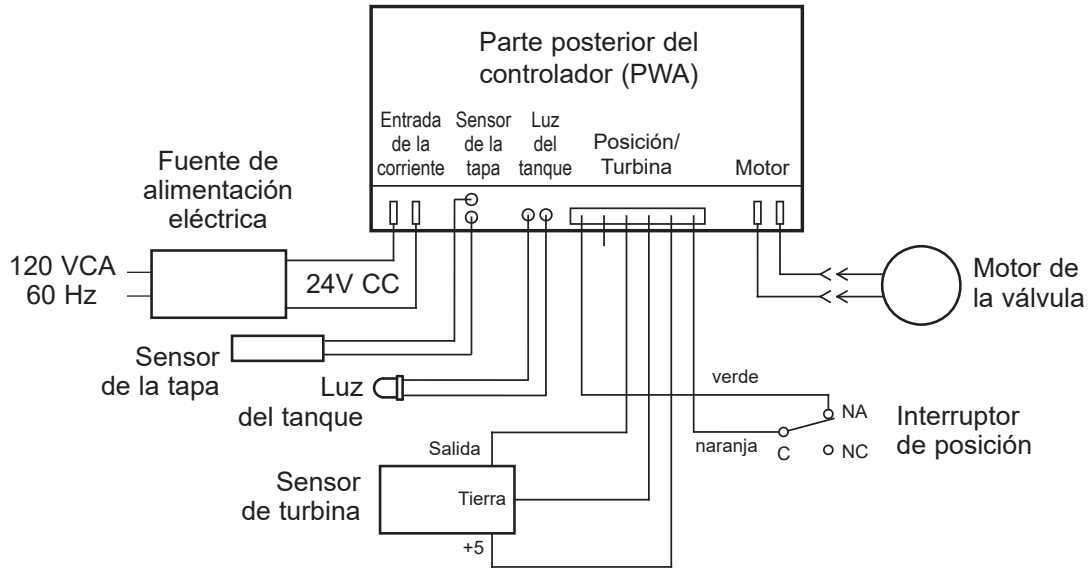 Parte posterior del
controlador (PWA)
Entrada
de la
corriente
Sensor
de la
tapa
Luz
del
tanque
Posición/
Turbina
Motor
Fuente de
alimentación
eléctrica
120 VCA
60 Hz
24V CC
Motor de
la válvula
Sensor
de la tapa
Luz
del tanque
verde
naranja
NA
C
NC
Interruptor
de posición
Salida
Tierra
+5
Sensor
de turbina